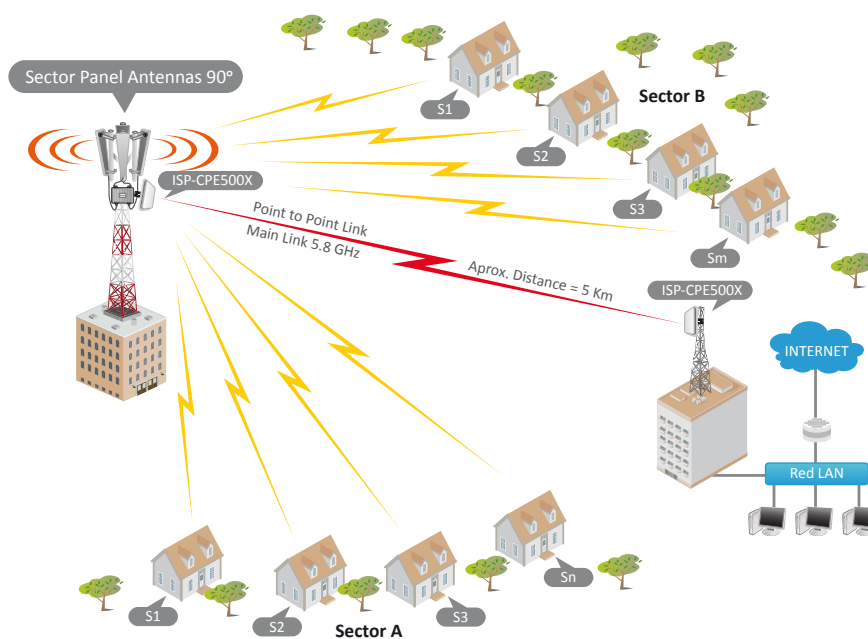 Sector Panel Antennas 90°
S1
Sector B
S2
ISP-CPE500X
S3
Point to Point Link
Main Link 5.8 GHz
Sm
Aprox. Distance = 5 Km
ISP-CPE500X
INTERNET
Red LAN
Sn
S1
S2
S3
Sector A